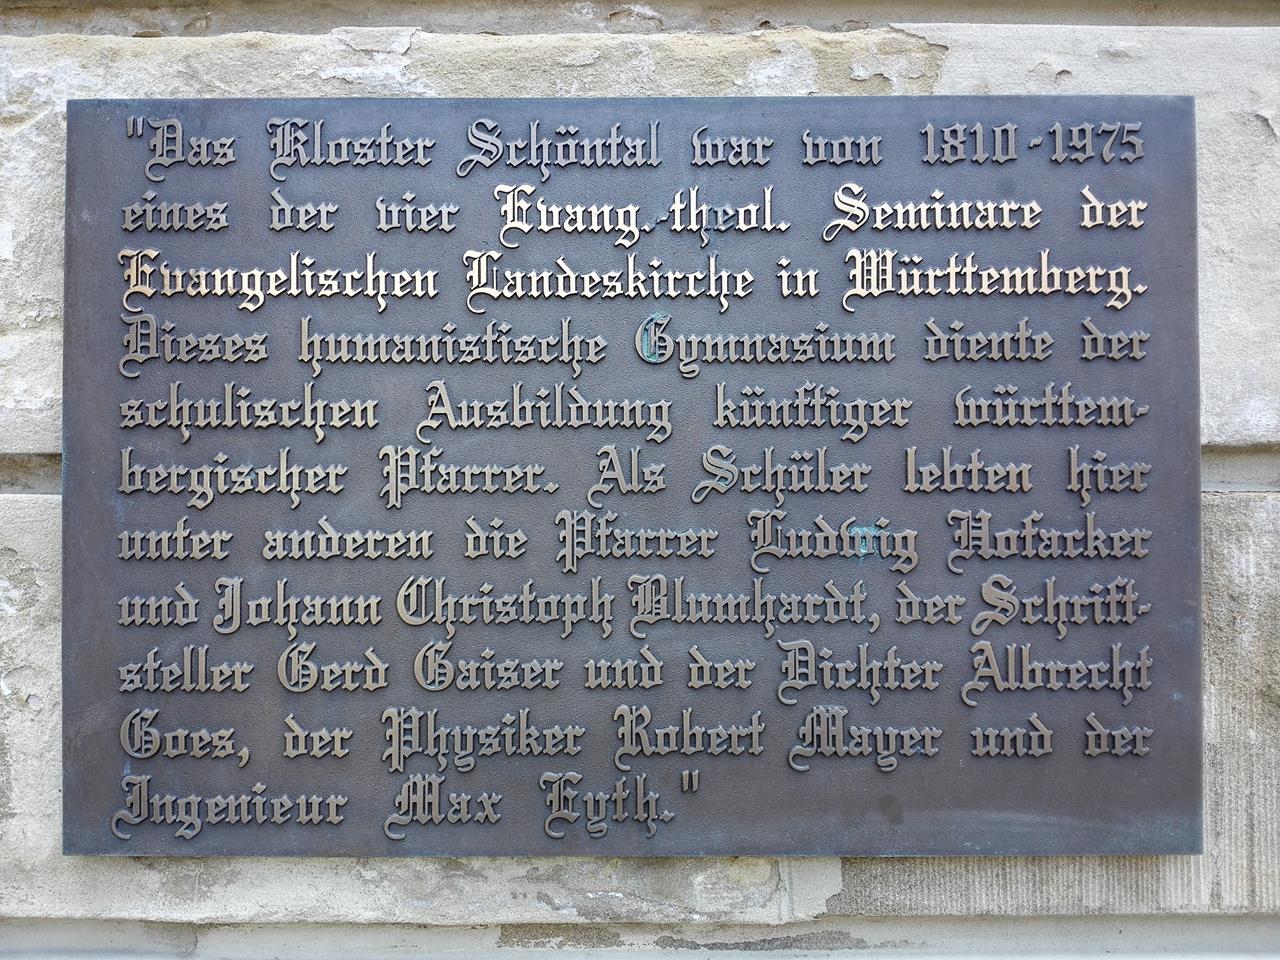 "Das Kloster Schöntal war von 1810-1975
eines der vier Evang.-theol. Seminare der
Evangelischen Landeskirche in Württemberg.
Dieses humanistische Gymnasium diente der
schulischen Ausbildung künftiger württem-
bergischer Pfarrer. Als Schüler lebten hier
unter anderen die Pfarrer Ludwig Hofacker
und Johann Christoph Blumhardt, der Schrift-
steller Gerd Gaiser und der Dichter Albrecht
Goes, der Physiker Robert Mayer und der
Ingenieur Max Eyth."